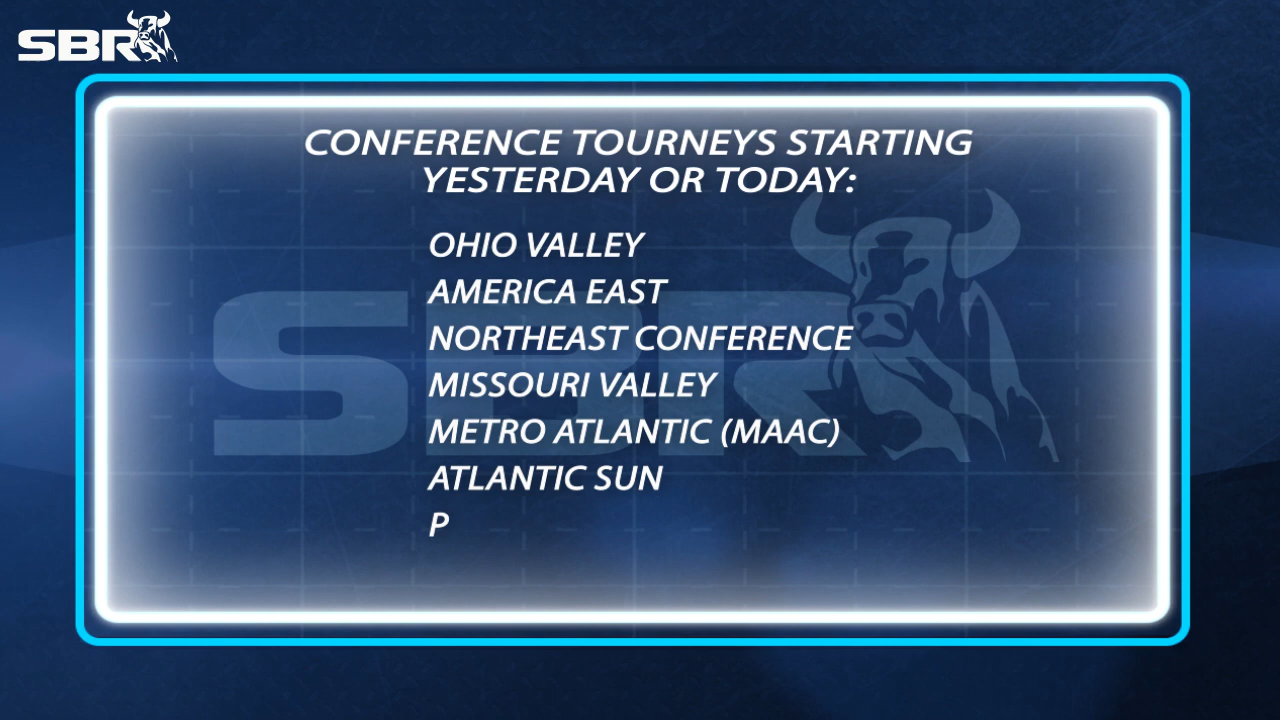 SBR
CONFERENCE TOURNEYS STARTING
YESTERDAY OR TODAY:
OHIO VALLEY
AMERICA EAST
NORTHEAST CONFERENCE
MISSOURI VALLEY
METRO ATLANTIC (MAAC)
ATLANTIC SUN
P
SBR